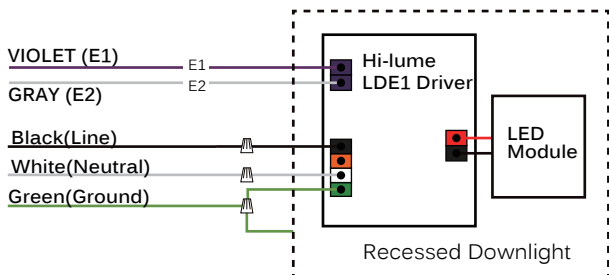 VIOLET (E1)
E1
GRAY (E2)
E2
Black(Line)
White(Neutral)
Green(Ground)
Hi-lume
LDE1 Driver
LED
Module
Recessed Downlight